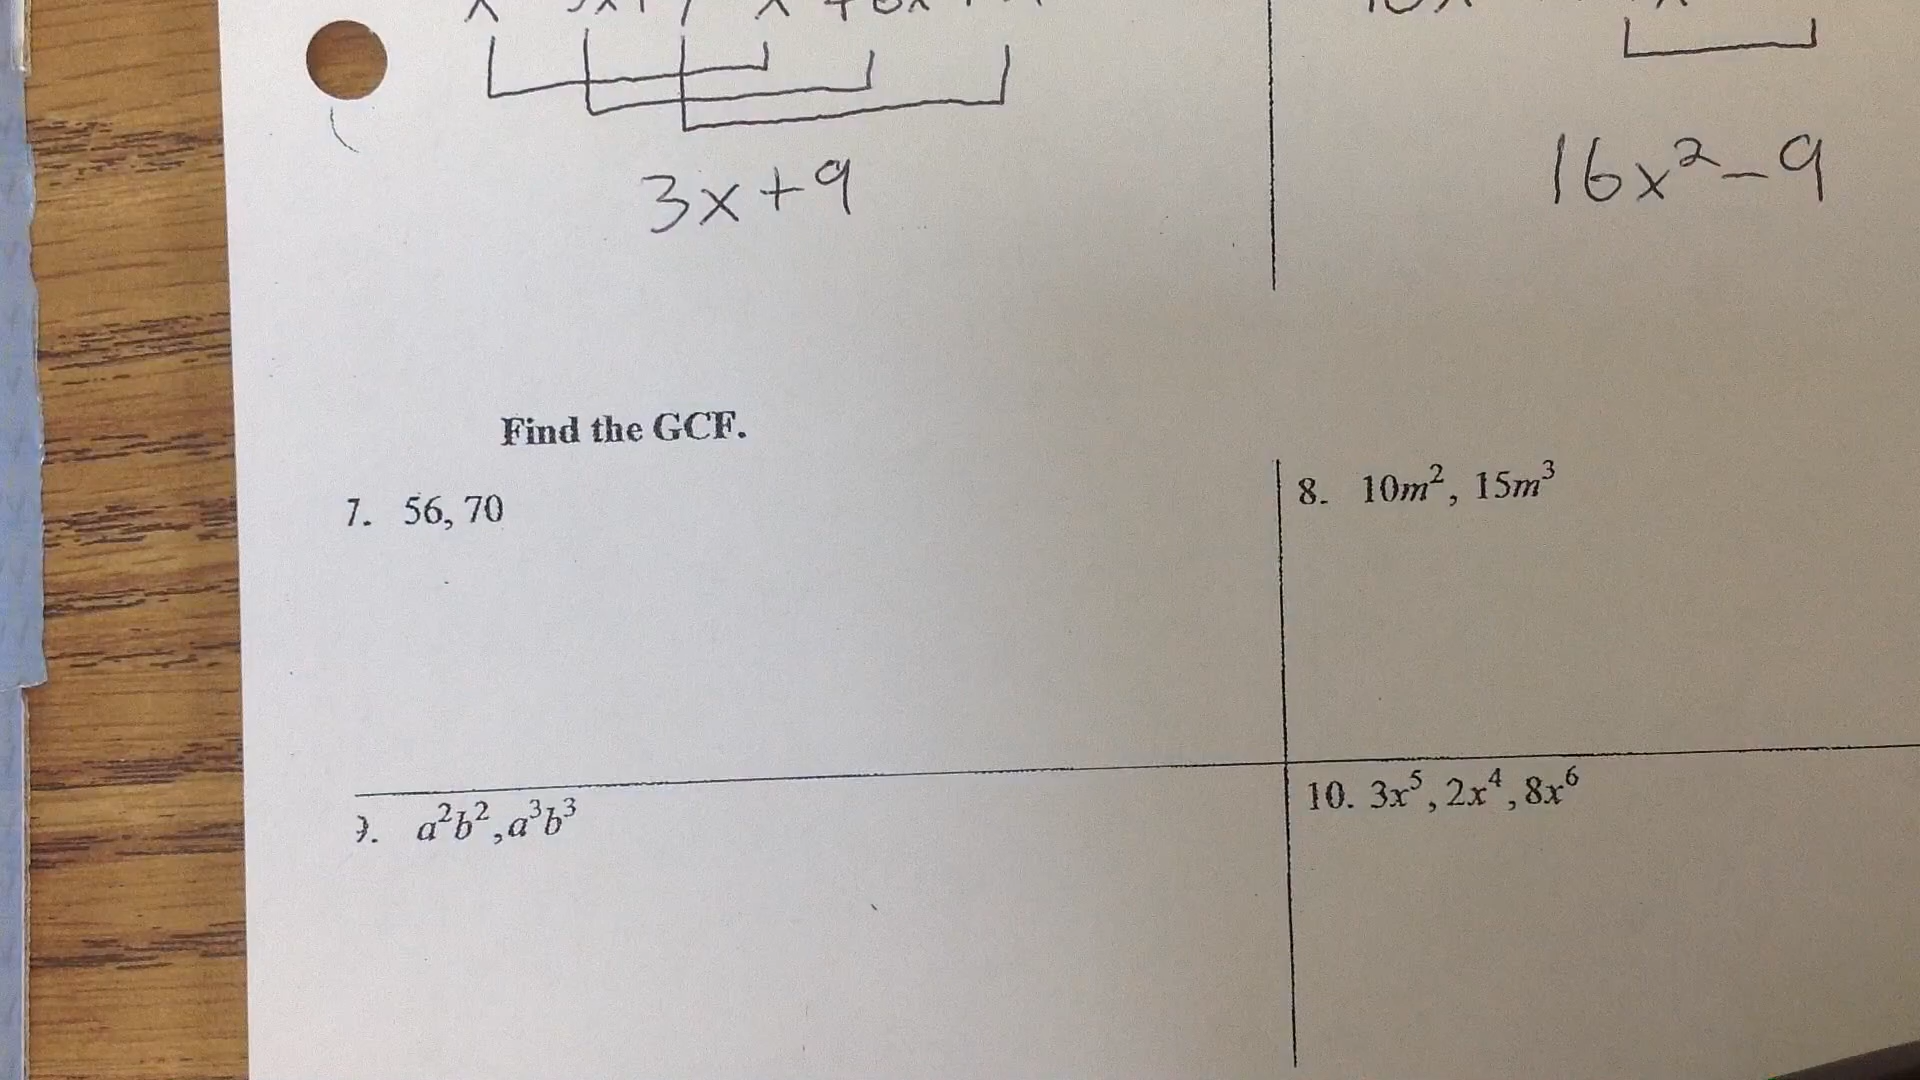 3x+9
16x²-9
Find the GCF.
7. 56, 70
8. 10m², 15m³
a²b², a³b³
10. 3x⁵, 2x⁴, 8x⁶